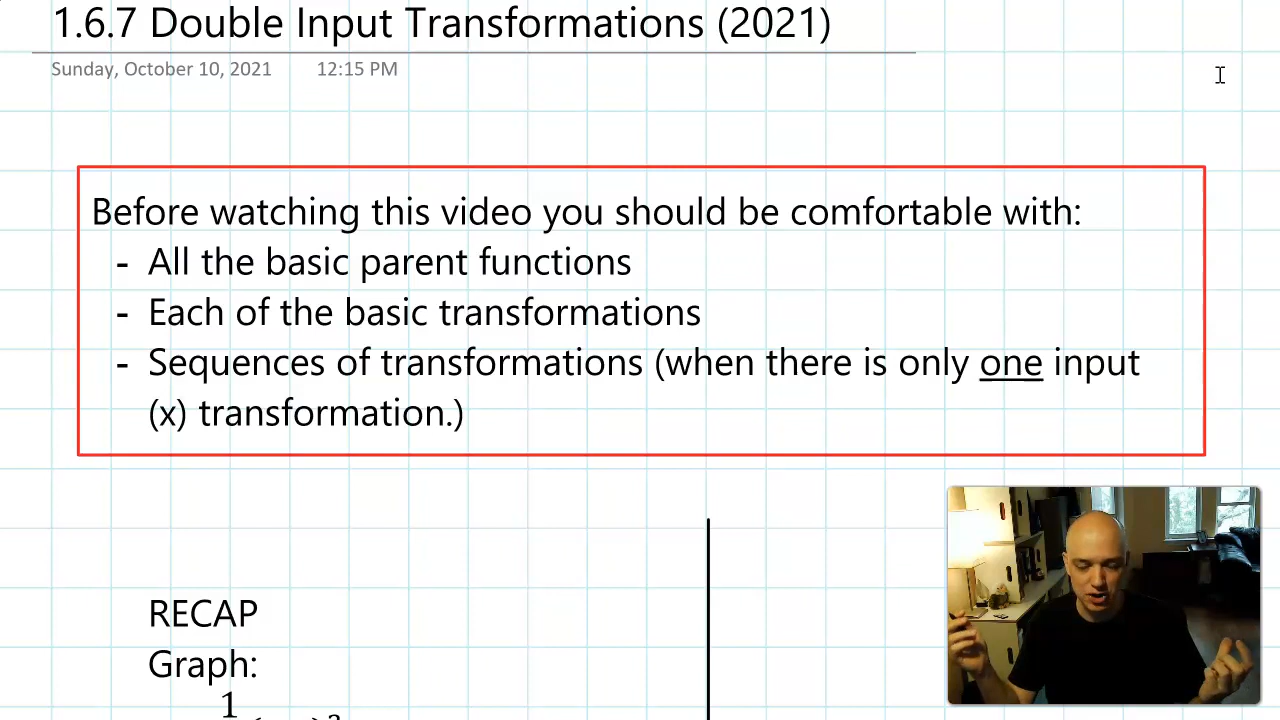 1.6.7 Double Input Transformations (2021)
Sunday, October 10, 2021 12:15 PM
Before watching this video you should be comfortable with:
- All the basic parent functions
- Each of the basic transformations
- Sequences of transformations (when there is only one input
(x) transformation.)
RECAP
Graph:
1